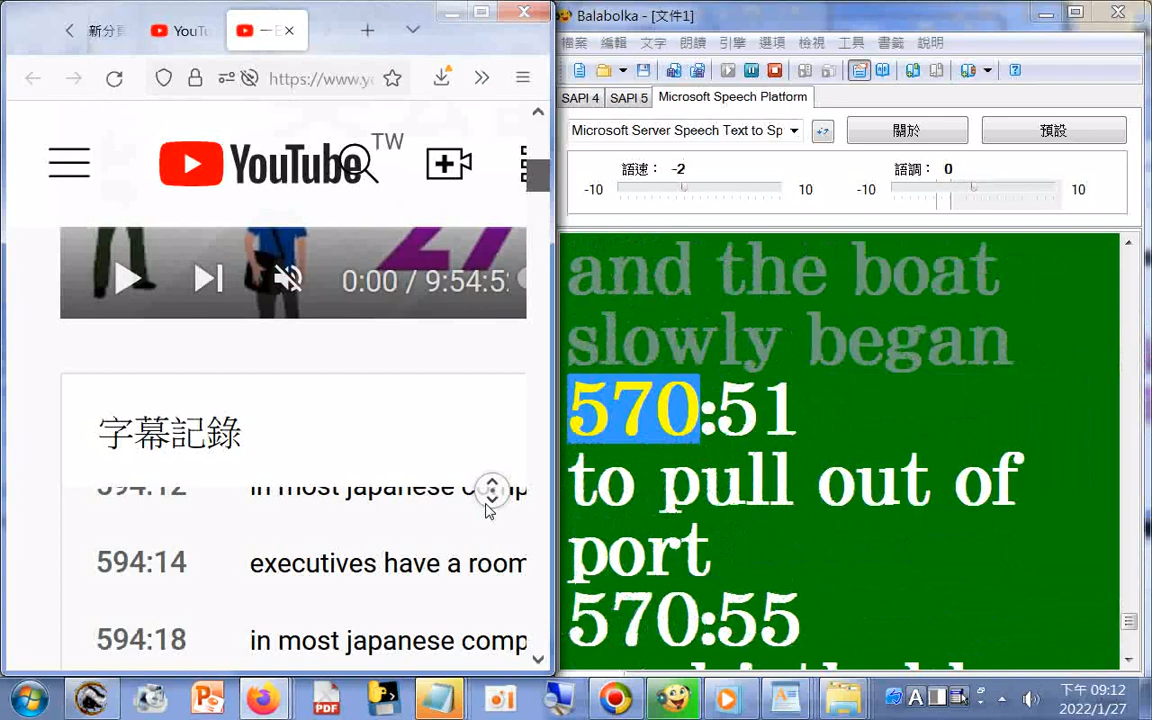 新分頁
YouTu
一 E
https://www.yo
YouTube
TW
0:00 / 9:54:5
字幕記錄
594:12 in most japanese comp
594:14 executives have a room
594:18 in most japanese comp
Balabolka - [文件1]
檔案 編輯 文字 朗讀 引擎 選項 檢視 工具 書籤 說明
SAPI 4 SAPI 5 Microsoft Speech Platform
Microsoft Server Speech Text to Sp
關於 預設
語速： -2 語調： 0
-10 10 -10 10
and the boat
slowly began
570:51
to pull out of
port
570:55
PDF
A
下午 09:12
2022/1/27